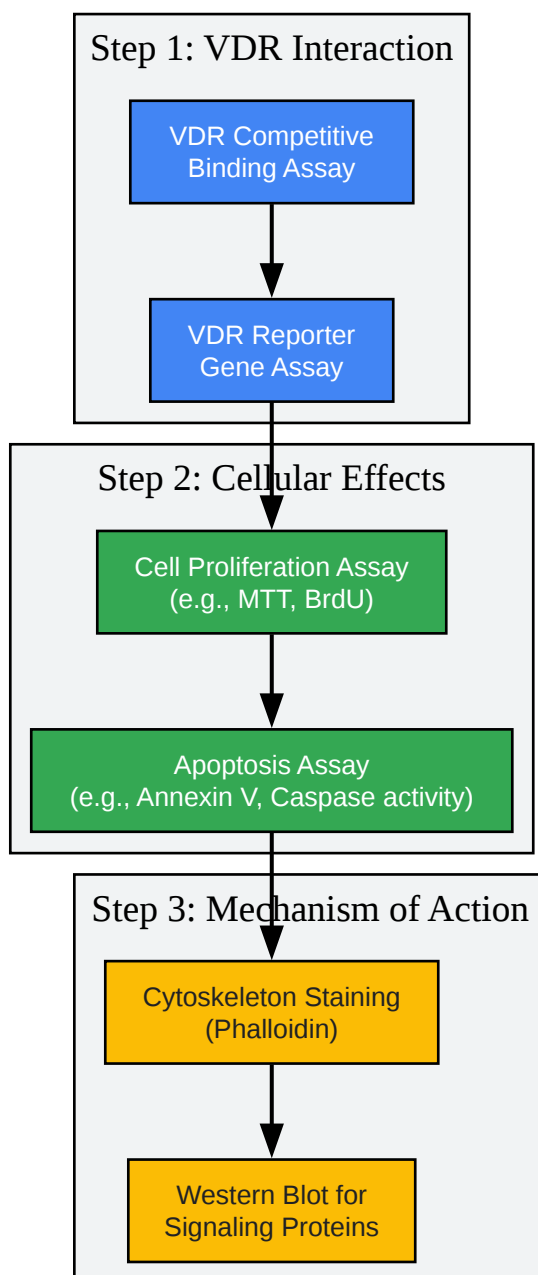 Step 1: VDR Interaction
VDR Competitive
Binding Assay
VDR Reporter
Gene Assay
Step 2: Cellular Effects
Cell Proliferation Assay
(e.g., MTT, BrdU)
Apoptosis Assay
(e.g., Annexin V, Caspase activity)
Step 3: Mechanism of Action
Cytoskeleton Staining
(Phalloidin)
Western Blot for
Signaling Proteins